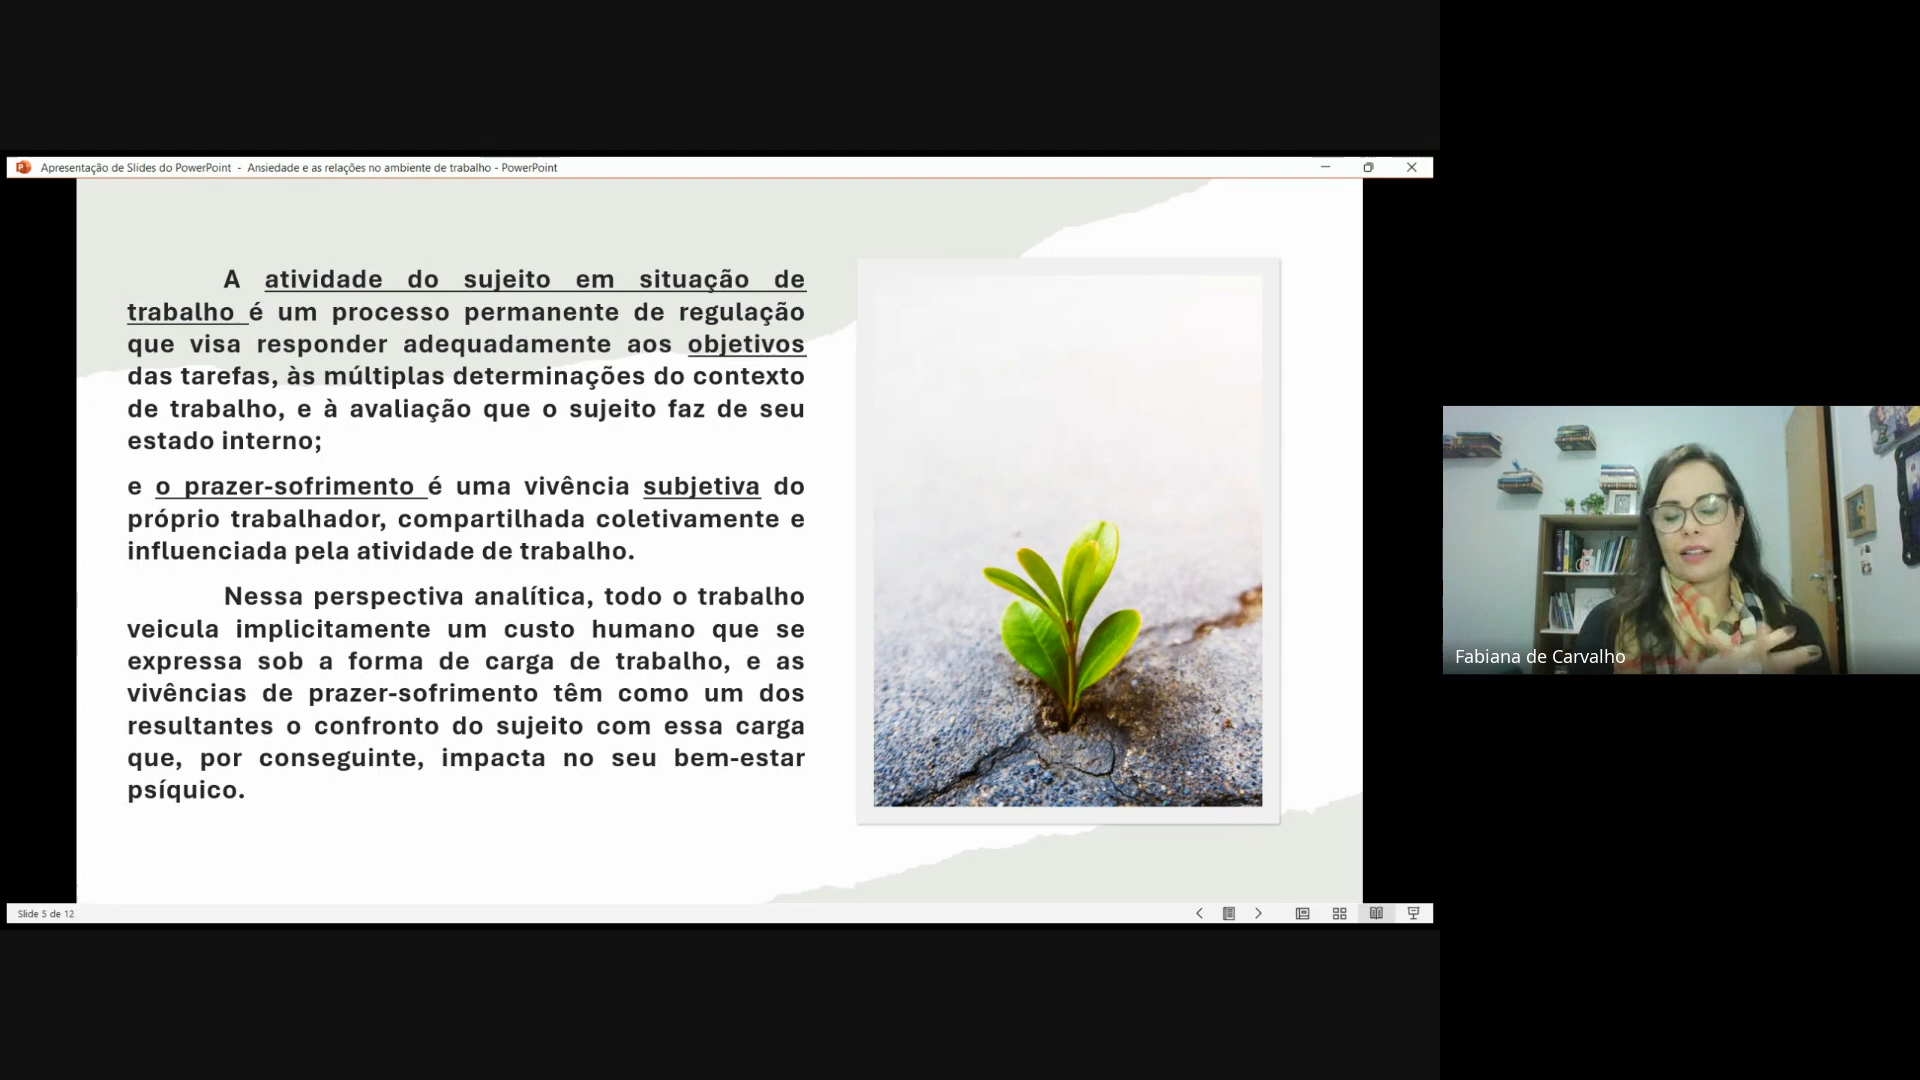 Apresentação de Slides do PowerPoint - Ansiedade e as relações no ambiente de trabalho - PowerPoint
A atividade do sujeito em situação de
trabalho é um processo permanente de regulação
que visa responder adequadamente aos objetivos
das tarefas, às múltiplas determinações do contexto
de trabalho, e à avaliação que o sujeito faz de seu
estado interno;
e o prazer-sofrimento é uma vivência subjetiva do
próprio trabalhador, compartilhada coletivamente e
influenciada pela atividade de trabalho.
Nessa perspectiva analítica, todo o trabalho
veicula implicitamente um custo humano que se
expressa sob a forma de carga de trabalho, e as
vivências de prazer-sofrimento têm como um dos
resultantes o confronto do sujeito com essa carga
que, por conseguinte, impacta no seu bem-estar
psíquico.
Fabiana de Carvalho
Slide 5 de 12